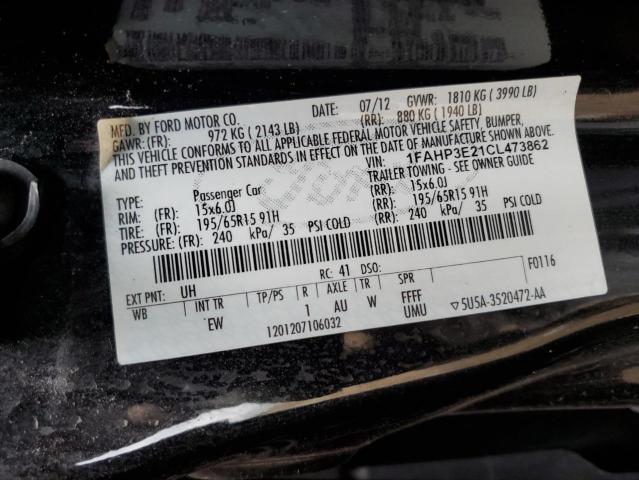 MFD. BY FORD MOTOR CO. DATE: 07/12 GVWR: 1810 KG ( 3990 LB)
GAWR: (FR): 972 KG ( 2143 LB) (RR): 880 KG ( 1940 LB)
THIS VEHICLE CONFORMS TO ALL APPLICABLE FEDERAL MOTOR VEHICLE SAFETY, BUMPER,
AND THEFT PREVENTION STANDARDS IN EFFECT ON THE DATE OF MANUFACTURE SHOWN ABOVE.
VIN: 1FAHP3E21CL473862
TYPE: Passenger Car TRAILER TOWING - SEE OWNER GUIDE
RIM: (FR): 15x6.0J (RR): 15x6.0J
TIRE: (FR): 195/65R15 91H (RR): 195/65R15 91H
PRESSURE: (FR): 240 kPa/ 35 PSI COLD (RR): 240 kPa/ 35 PSI COLD
F0116
EXT PNT: UH RC: 41 DSO:
WB INT TR TP/PS R AXLE TR SPR
EW 1 AU W FFFF
1201207106032 UMU ▽5U5A-3520472-AA